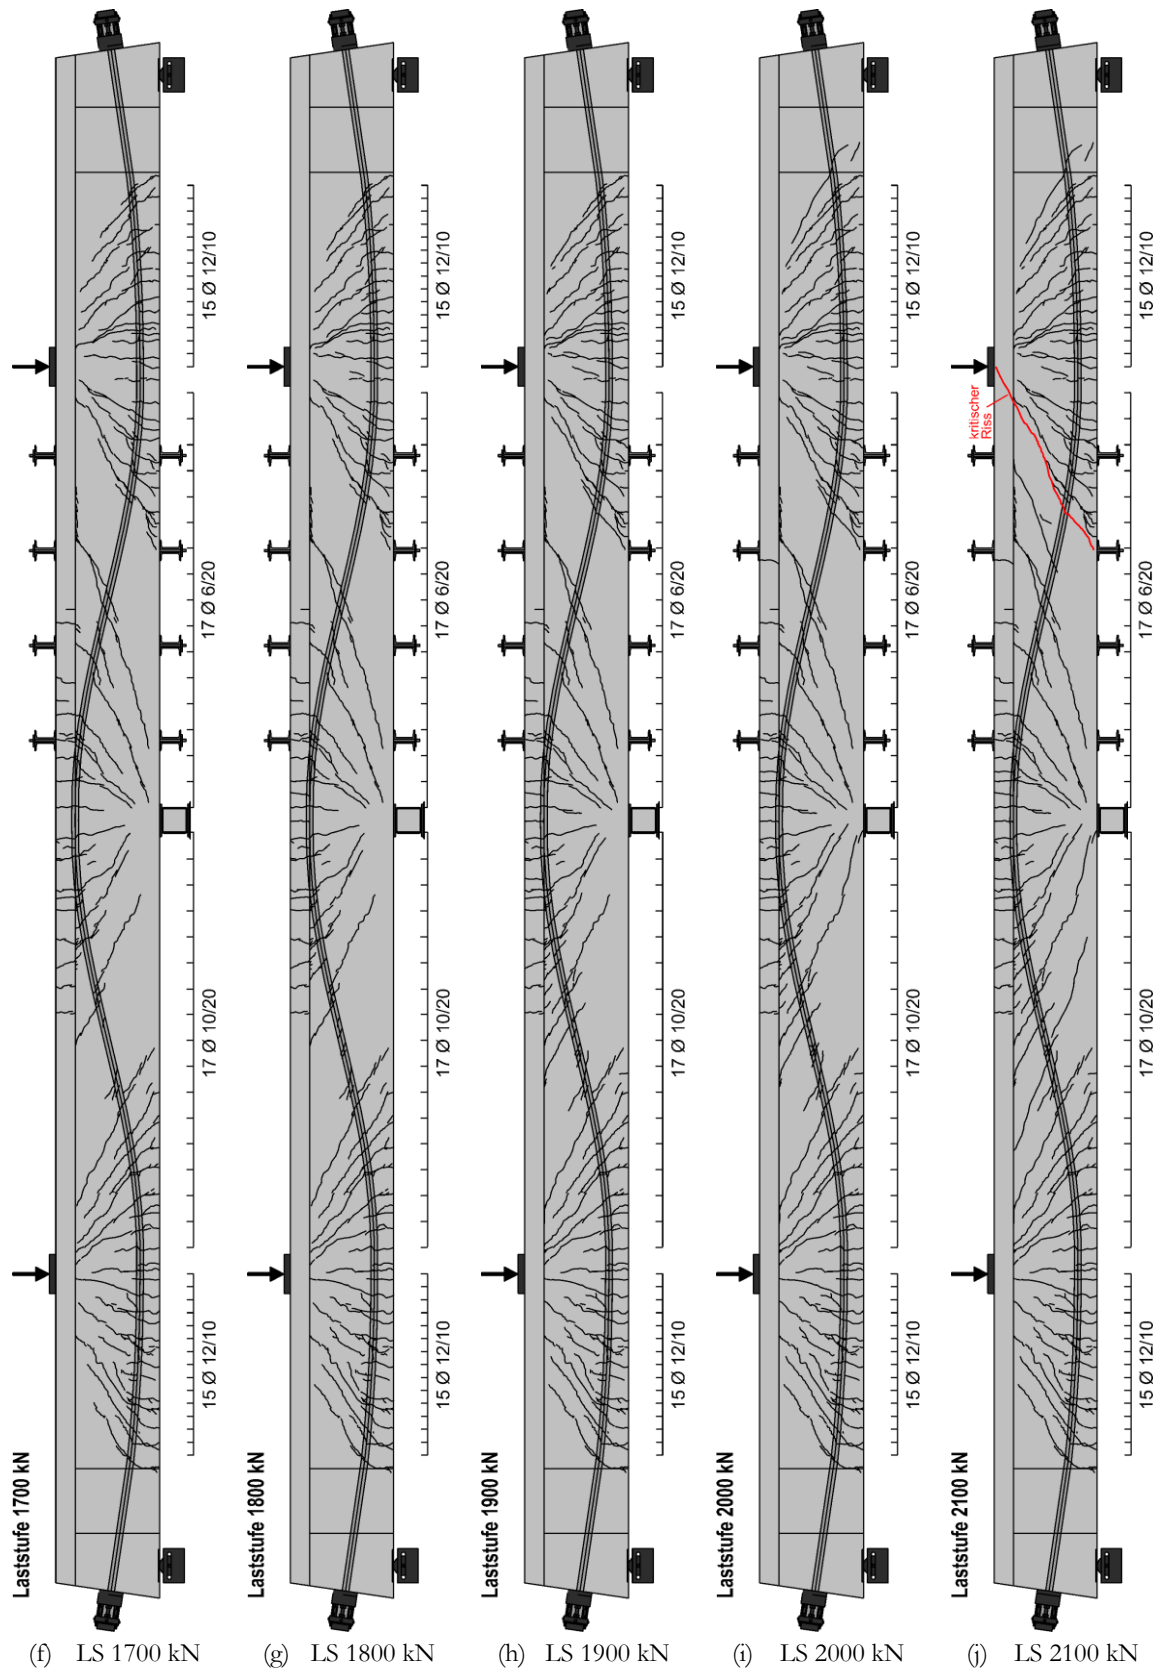 Laststufe 1700 kN
15 Ø 12/10
17 Ø 10/20
17 Ø 6/20
15 Ø 12/10
(f) LS 1700 kN
Laststufe 1800 kN
15 Ø 12/10
17 Ø 10/20
17 Ø 6/20
15 Ø 12/10
(g) LS 1800 kN
Laststufe 1900 kN
15 Ø 12/10
17 Ø 10/20
17 Ø 6/20
15 Ø 12/10
(h) LS 1900 kN
Laststufe 2000 kN
15 Ø 12/10
17 Ø 10/20
17 Ø 6/20
15 Ø 12/10
(i) LS 2000 kN
Laststufe 2100 kN
kritischer
Riss
15 Ø 12/10
17 Ø 10/20
17 Ø 6/20
15 Ø 12/10
(j) LS 2100 kN